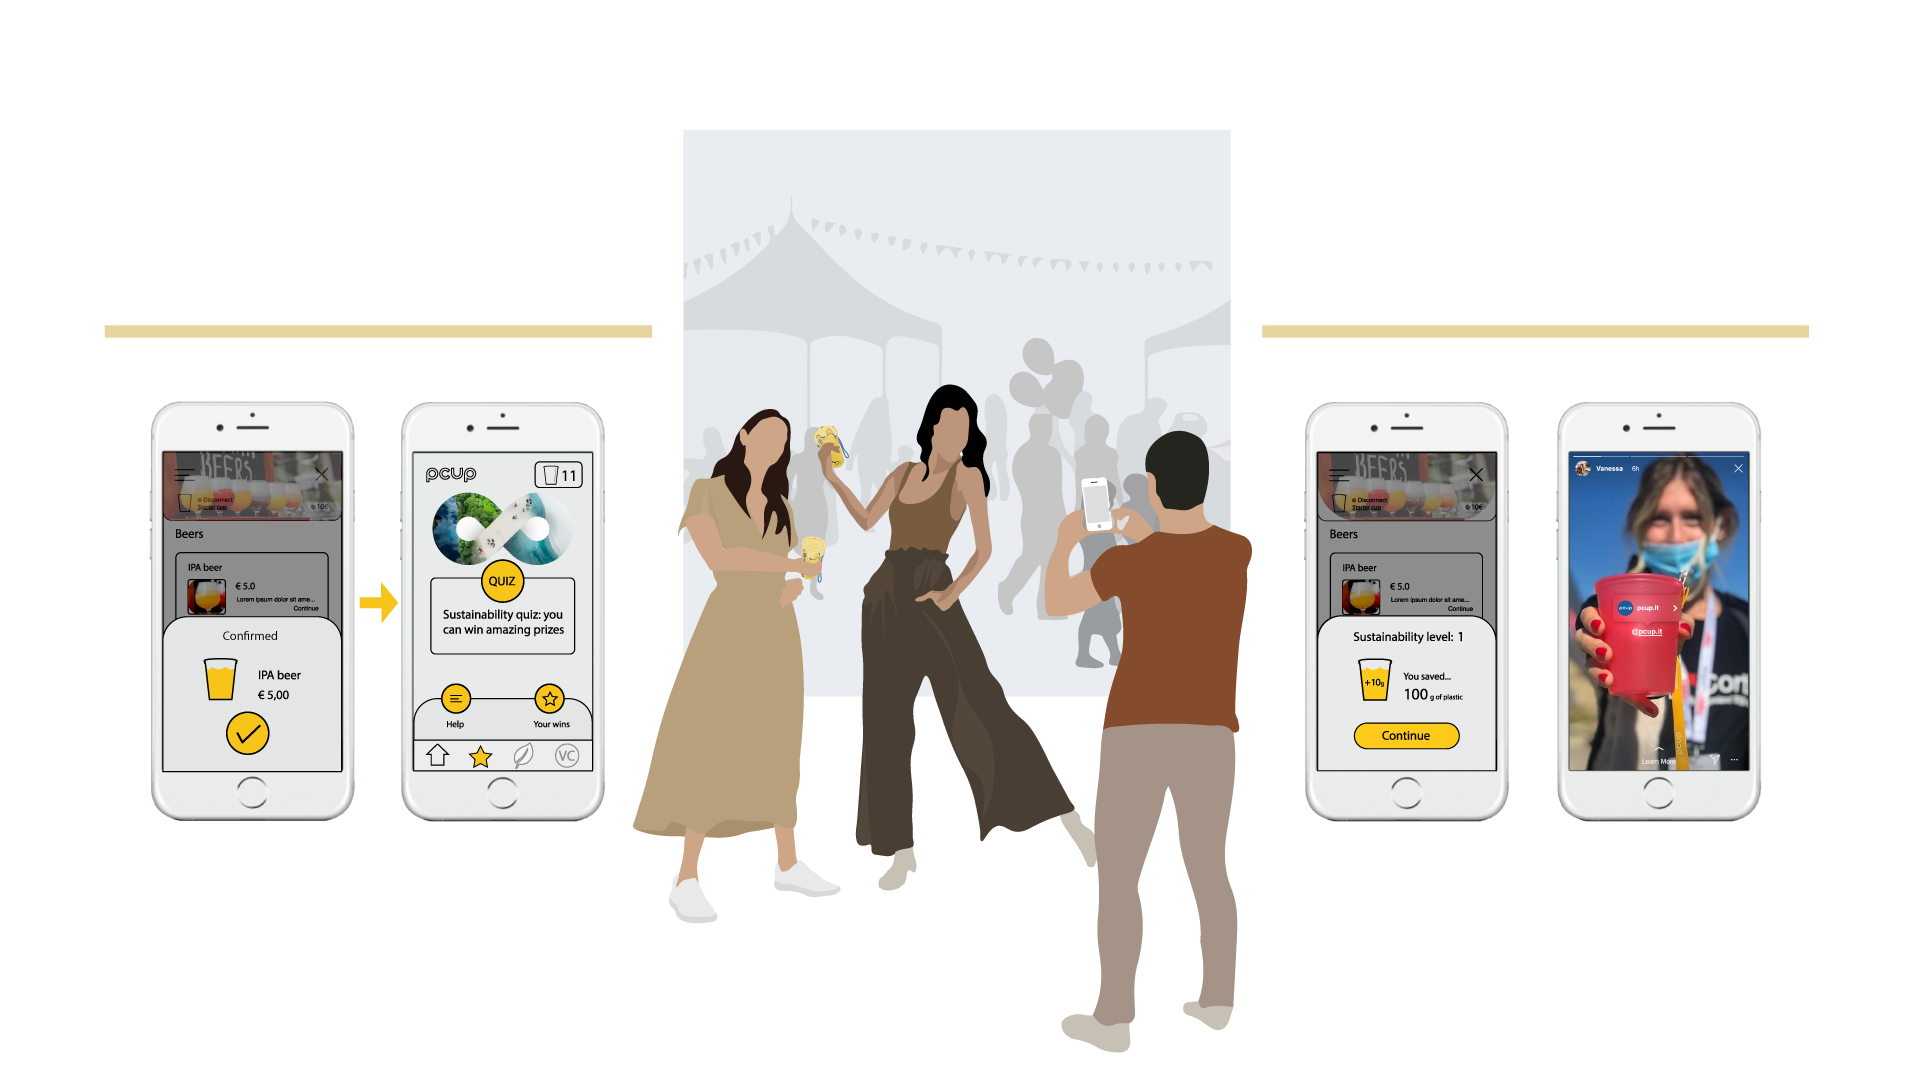 BEERS
Disconnect
Starter cup
10€
Beers
IPA beer
€ 5.0
Lorem ipsum dolor sit ame...
Continue
Confirmed
IPA beer
€ 5,00
pcup
11
QUIZ
Sustainability quiz: you
can win amazing prizes
Help
Your wins
VC
BEERS
Disconnect
Starter cup
10€
Beers
IPA beer
€ 5.0
Lorem ipsum dolor sit ame...
Continue
Sustainability level: 1
+10g
You saved...
100 g of plastic
Continue
Vanessa 6h
pcup pcup.it
@pcup.it
Learn More